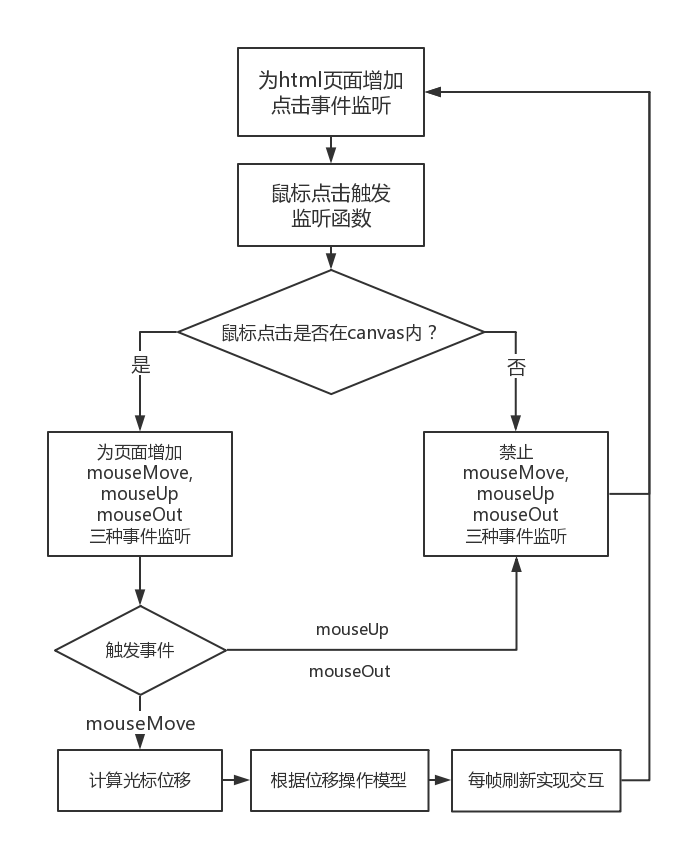 为html页面增加
点击事件监听
鼠标点击触发
监听函数
鼠标点击是否在canvas内？
是
否
为页面增加
mouseMove,
mouseUp
mouseOut
三种事件监听
禁止
mouseMove,
mouseUp
mouseOut
三种事件监听
触发事件
mouseUp
mouseOut
mouseMove
计算光标位移
根据位移操作模型
每帧刷新实现交互